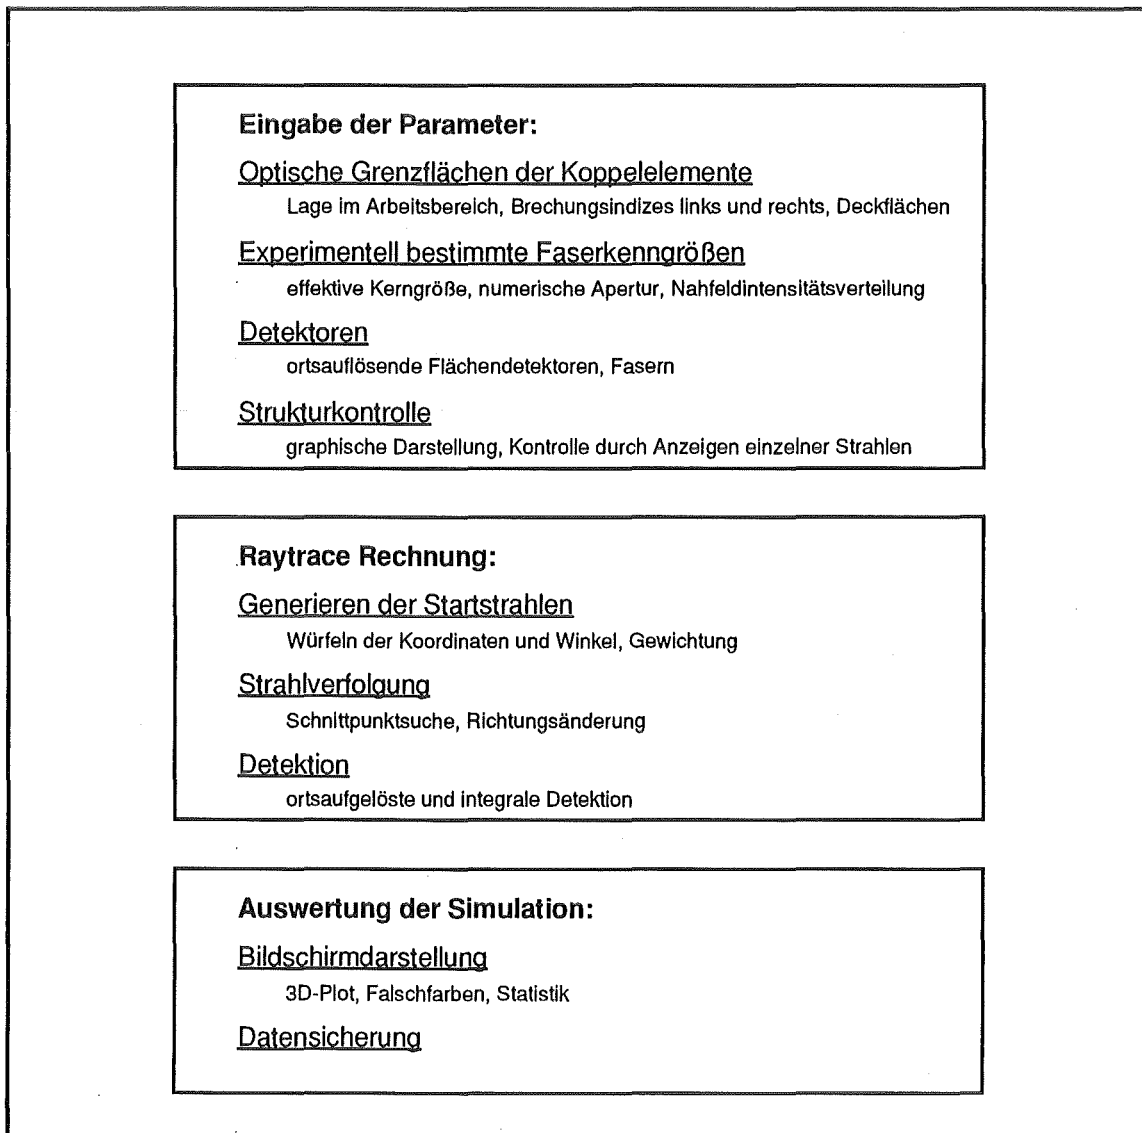 Eingabe der Parameter:
Optische Grenzflächen der Koppelelemente
Lage im Arbeitsbereich, Brechungsindizes links und rechts, Deckflächen
Experimentell bestimmte Faserkenngrößen
effektive Kerngröße, numerische Apertur, Nahfeldintensitätsverteilung
Detektoren
ortsauflösende Flächendetektoren, Fasern
Strukturkontrolle
graphische Darstellung, Kontrolle durch Anzeigen einzelner Strahlen
Raytrace Rechnung:
Generieren der Startstrahlen
Würfeln der Koordinaten und Winkel, Gewichtung
Strahlverfolgung
Schnittpunktsuche, Richtungsänderung
Detektion
ortsaufgelöste und integrale Detektion
Auswertung der Simulation:
Bildschirmdarstellung
3D-Plot, Falschfarben, Statistik
Datensicherung